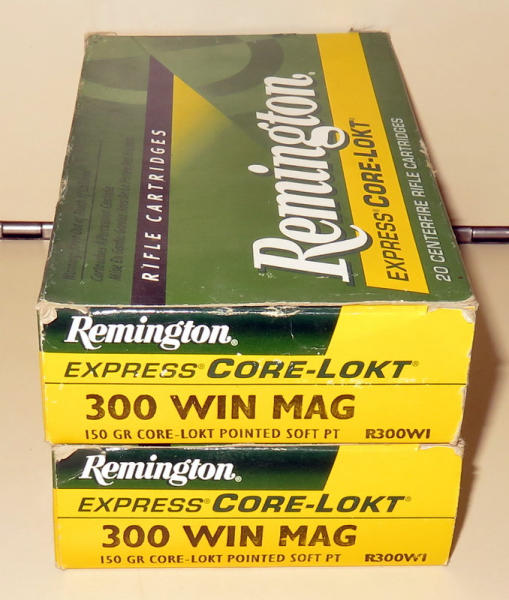 RIFLE CARTRIDGES
Remington®
EXPRESS® CORE-LOKT®
20 CENTERFIRE RIFLE CARTRIDGES
Remington®
EXPRESS® CORE-LOKT®
300 WIN MAG
150 GR CORE-LOKT POINTED SOFT PT R300W1
Remington®
EXPRESS® CORE-LOKT®
300 WIN MAG
150 GR CORE-LOKT POINTED SOFT PT R300W1